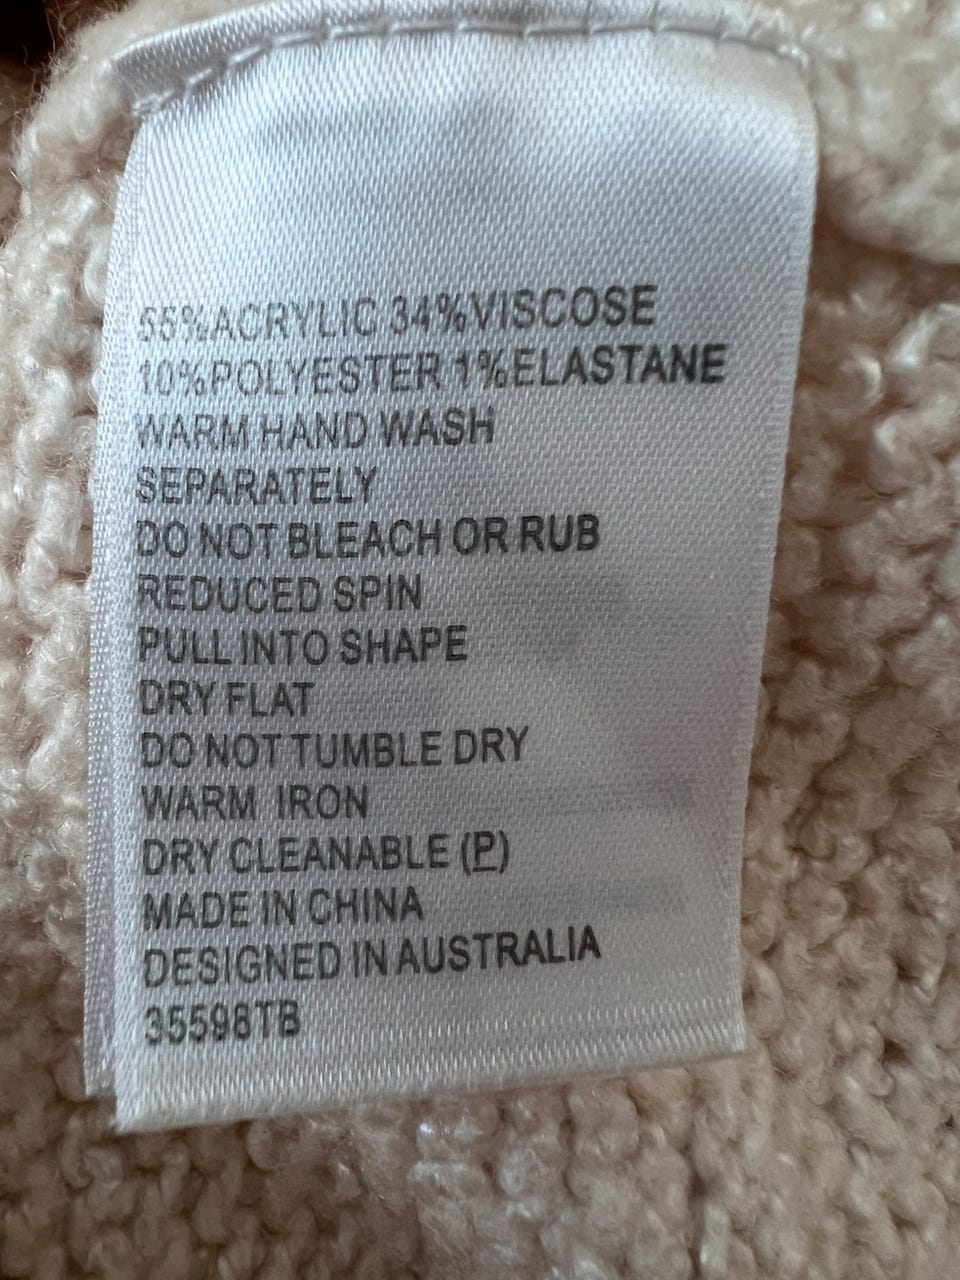 55%ACRYLIC 34%VISCOSE
10%POLYESTER 1%ELASTANE
WARM HAND WASH
SEPARATELY
DO NOT BLEACH OR RUB
REDUCED SPIN
PULL INTO SHAPE
DRY FLAT
DO NOT TUMBLE DRY
WARM IRON
DRY CLEANABLE (P)
MADE IN CHINA
DESIGNED IN AUSTRALIA
35598TB